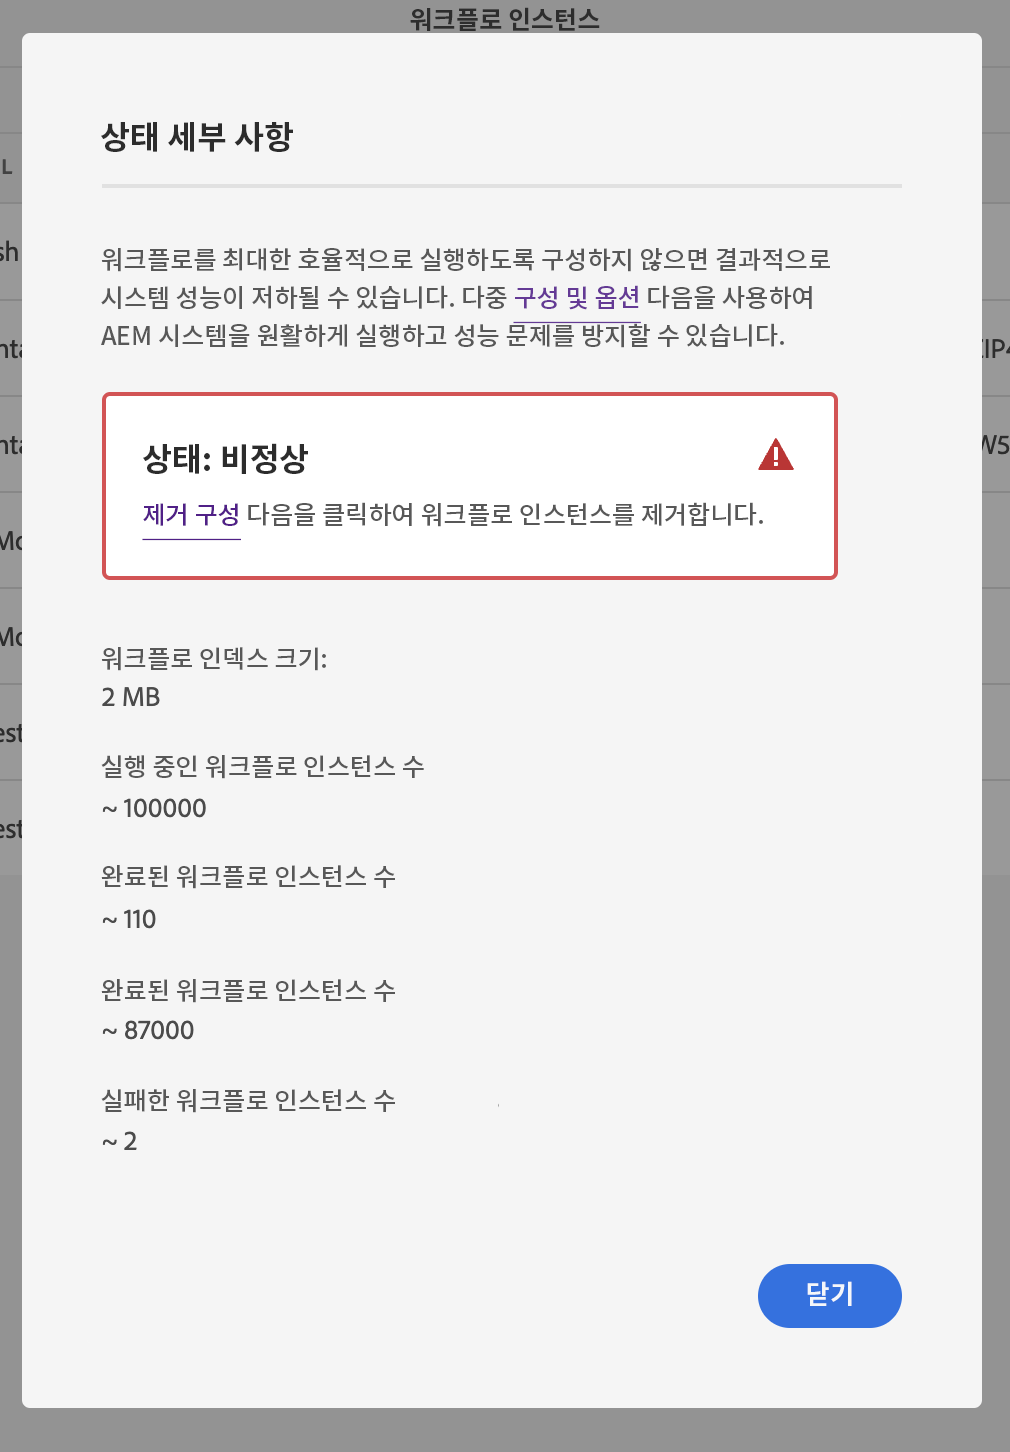 워크플로 인스턴스
상태 세부 사항
워크플로를 최대한 호율적으로 실행하도록 구성하지 않으면 결과적으로
시스템 성능이 저하될 수 있습니다. 다중 구성 및 옵션 다음을 사용하여
AEM 시스템을 원활하게 실행하고 성능 문제를 방지할 수 있습니다.
상태: 비정상
제거 구성 다음을 클릭하여 워크플로 인스턴스를 제거합니다.
워크플로 인덱스 크기:
2 MB
실행 중인 워크플로 인스턴스 수
~ 100000
완료된 워크플로 인스턴스 수
~ 110
완료된 워크플로 인스턴스 수
~ 87000
실패한 워크플로 인스턴스 수
~ 2
닫기